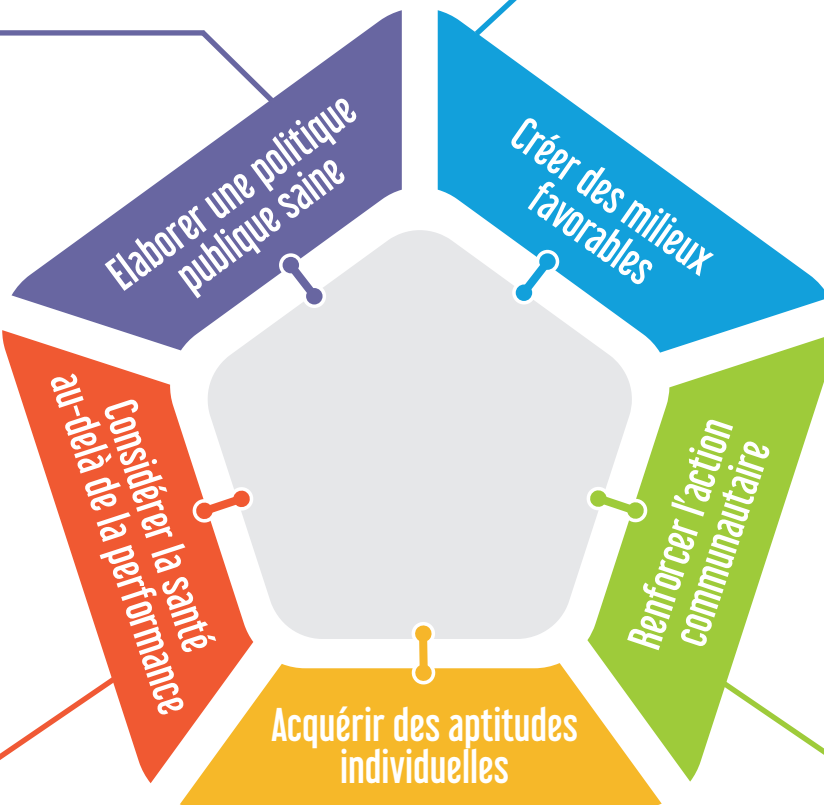 Elaborer une politique
publique saine
Créer des milieux
favorables
Renforcer l'action
communautaire
Acquérir des aptitudes
individuelles
Considérer la santé
au-delà de la performance